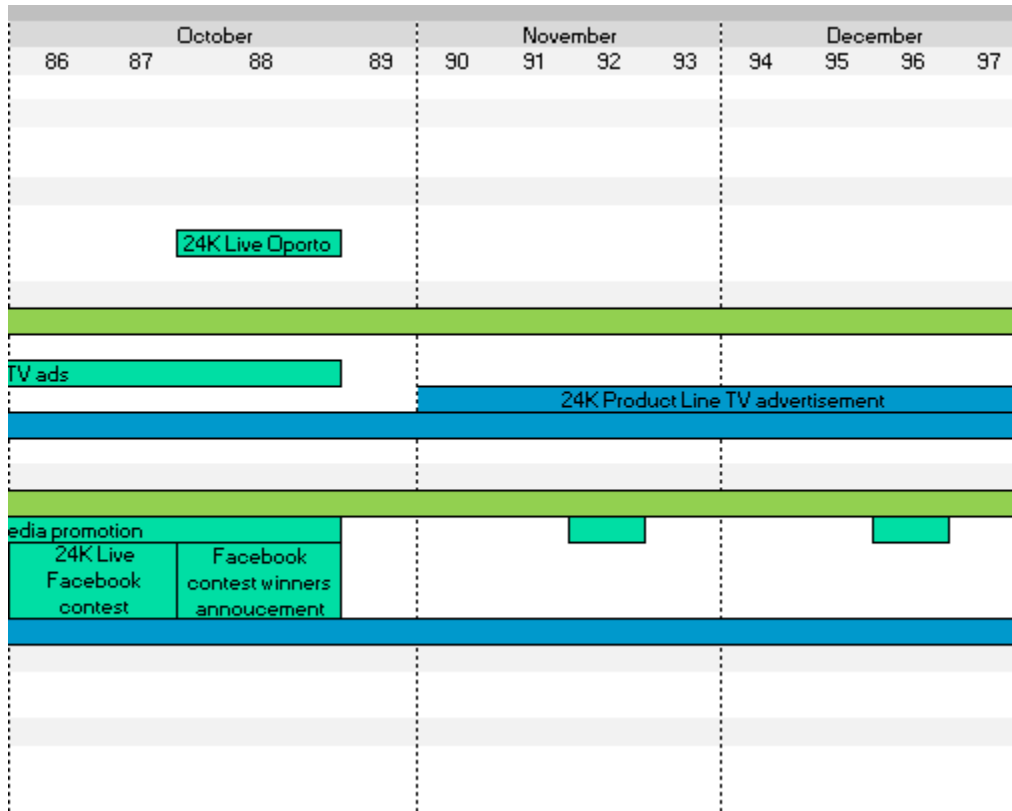 October November December
86 87 88 89 90 91 92 93 94 95 96 97
24K Live Oporto
TV ads
24K Product Line TV advertisement
edia promotion
24K Live
Facebook
contest
Facebook
contest winners
annoucement